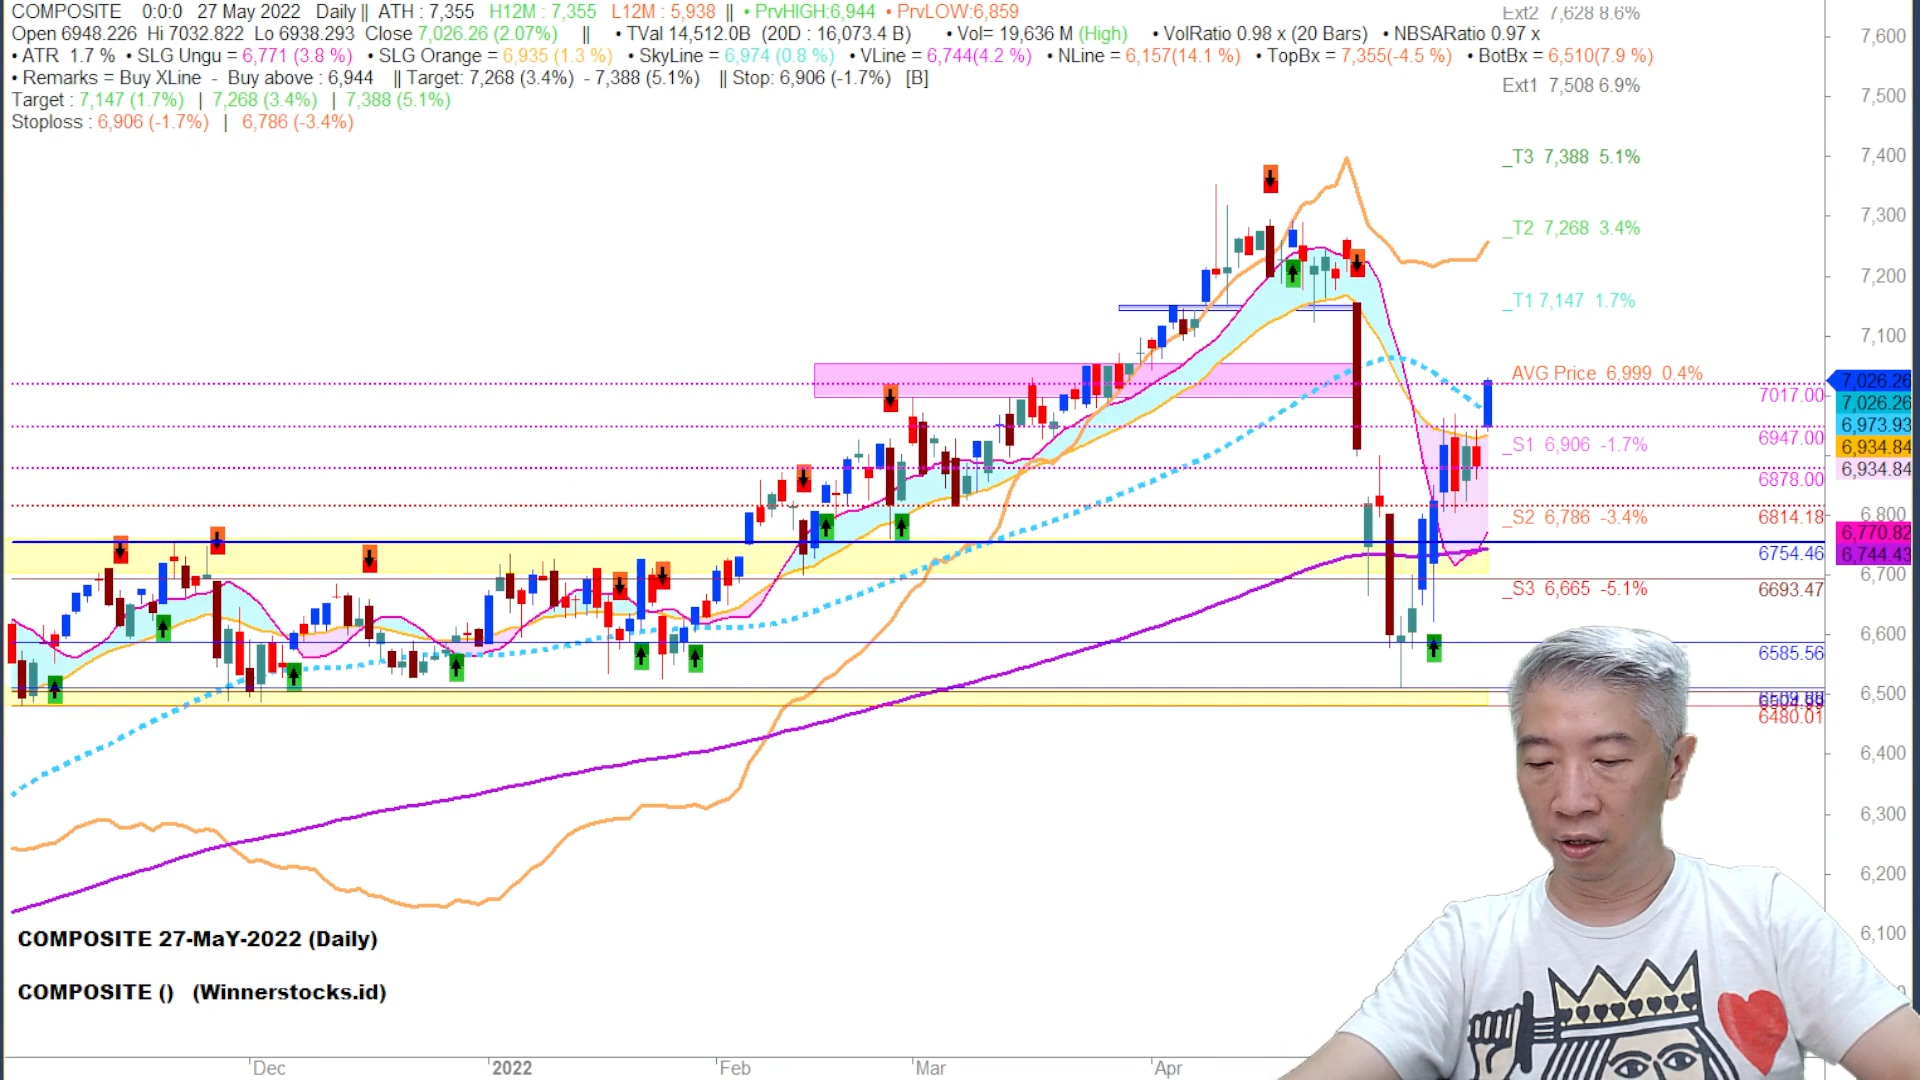 COMPOSITE 0:0:0 27 May 2022 Daily || ATH : 7,355 H12M : 7,355 L12M : 5,938 || • PrvHIGH:6,944 • PrvLOW:6,859
Open 6948.226 Hi 7032.822 Lo 6938.293 Close 7,026.26 (2.07%) || • TVal 14,512.0B (20D : 16,073.4 B) • Vol= 19,636 M (High) • VolRatio 0.98 x (20 Bars) • NBSARatio 0.97 x
• ATR 1.7 % • SLG Ungu = 6,771 (3.8 %) • SLG Orange = 6,935 (1.3 %) • SkyLine = 6,974 (0.8 %) • VLine = 6,744(4.2 %) • NLine = 6,157(14.1 %) • TopBx = 7,355(-4.5 %) • BotBx = 6,510(7.9 %)
• Remarks = Buy XLine - Buy above : 6,944 || Target: 7,268 (3.4%) - 7,388 (5.1%) || Stop: 6,906 (-1.7%) [B]
Target : 7,147 (1.7%) | 7,268 (3.4%) | 7,388 (5.1%)
Stoploss : 6,906 (-1.7%) | 6,786 (-3.4%)
Ext2 7,628 8.6%
Ext1 7,508 6.9%
_T3 7,388 5.1%
_T2 7,268 3.4%
_T1 7,147 1.7%
AVG Price 6,999 0.4%
_S1 6,906 -1.7%
_S2 6,786 -3.4%
_S3 6,665 -5.1%
7017.00
6947.00
6878.00
6814.18
6754.46
6693.47
6585.56
6480.01
7,600
7,500
7,400
7,300
7,200
7,100
7,026.26
7,026.26
6,973.93
6,934.84
6,934.84
6,800
6,770.82
6,744.43
6,700
6,600
6,500
6,400
6,300
6,200
6,100
COMPOSITE 27-MaY-2022 (Daily)
COMPOSITE () (Winnerstocks.id)
Dec 2022 Feb Mar Apr